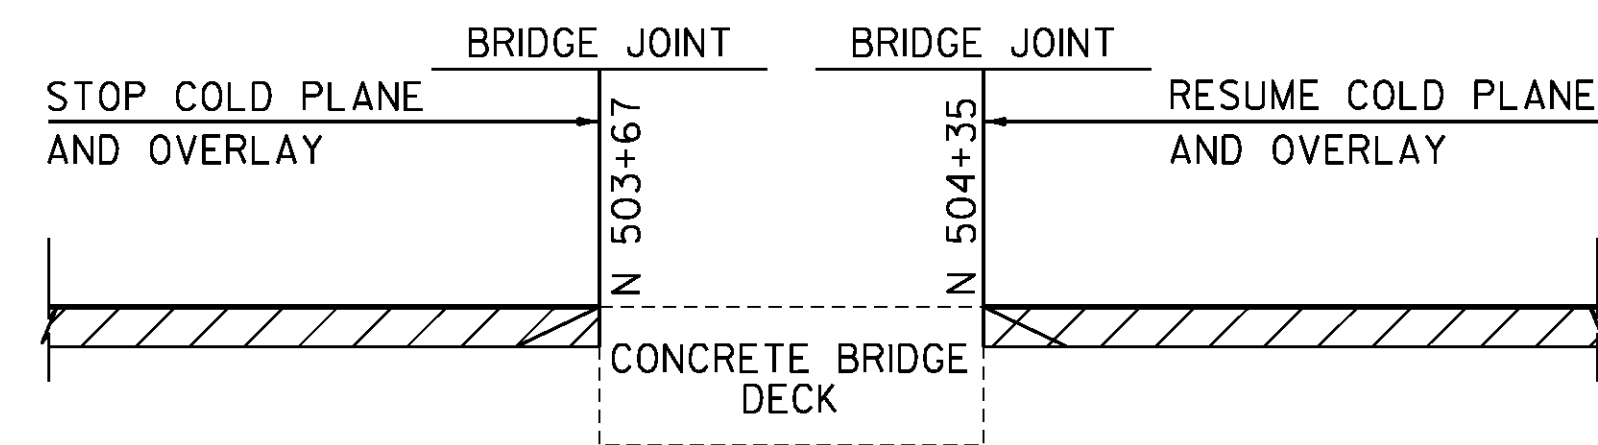 BRIDGE JOINT
BRIDGE JOINT
STOP COLD PLANE
AND OVERLAY
RESUME COLD PLANE
AND OVERLAY
N 503+67
N 504+35
CONCRETE BRIDGE
DECK